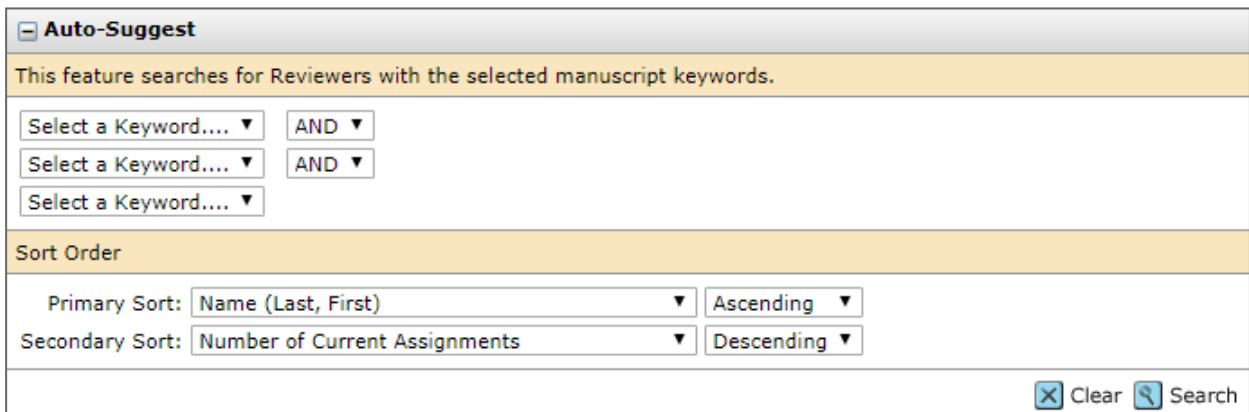 Auto-Suggest
This feature searches for Reviewers with the selected manuscript keywords.
Select a Keyword.... AND
Select a Keyword.... AND
Select a Keyword....
Sort Order
Primary Sort: Name (Last, First) Ascending
Secondary Sort: Number of Current Assignments Descending
Clear Search